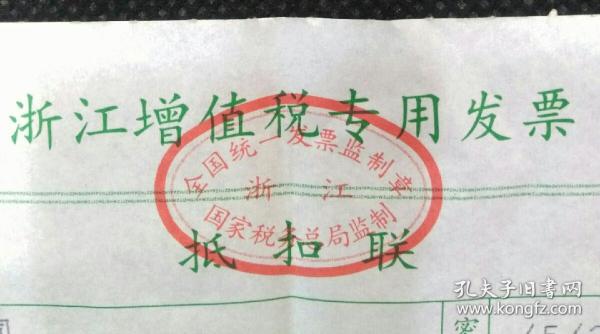 浙江增值税专用发票
全国统一发票监制章
浙江
国家税务总局监制
抵扣联
密
孔夫子旧书网
www.kongfz.com